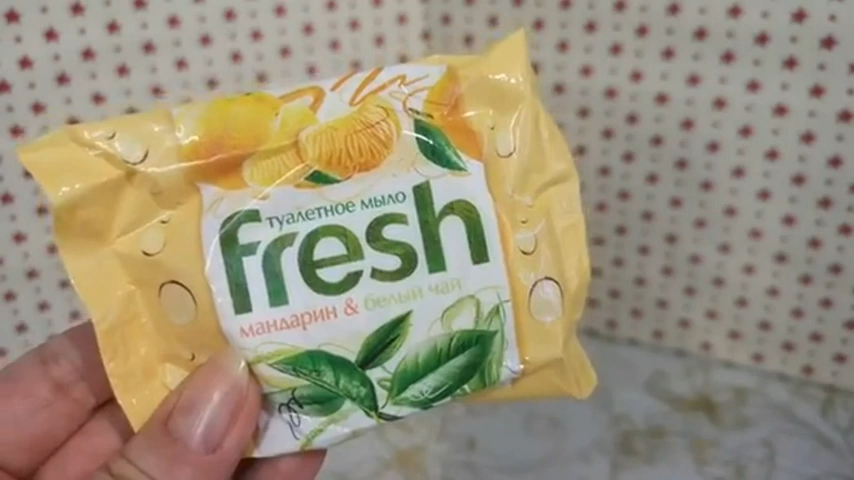 туалетное мыло
fresh
мандарин & белый чай